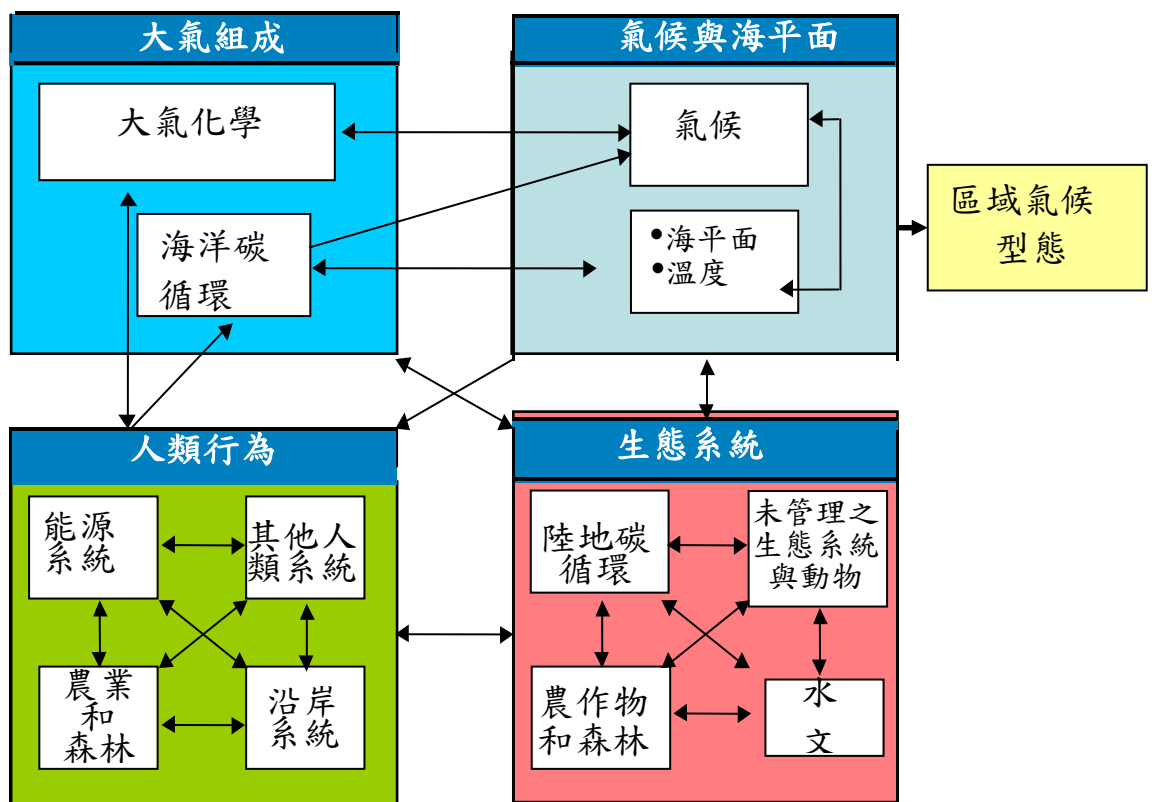 大氣組成
大氣化學
海洋碳
循環
氣候與海平面
氣候
•海平面
•溫度
區域氣候
型態
人類行為
能源
系統
其他人
類系統
農業
和
森林
沿岸
系統
生態系統
陸地碳
循環
未管理之
生態系統
與動物
農作物
和森林
水
文